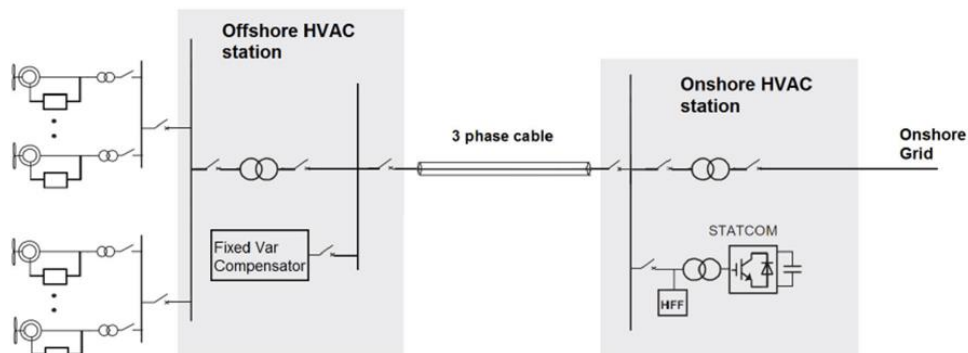 Offshore HVAC
station
Fixed Var
Compensator
3 phase cable
Onshore HVAC
station
STATCOM
HFF
Onshore
Grid